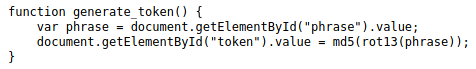 function generate_token() {
    var phrase = document.getElementById("phrase").value;
    document.getElementById("token").value = md5(rot13(phrase));
}